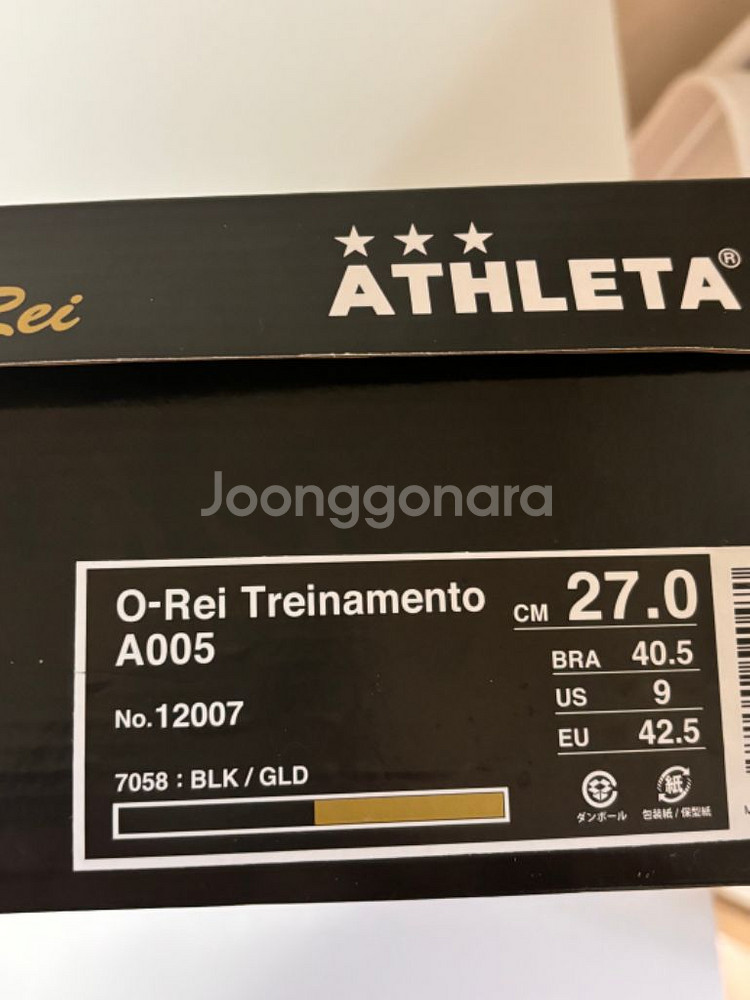 Rei
ATHLETA®
Joonggonara
O-Rei Treinamento
A005
No.12007
7058 : BLK / GLD
CM 27.0
BRA 40.5
US 9
EU 42.5
紙
ダンボール
包装紙 / 保型紙